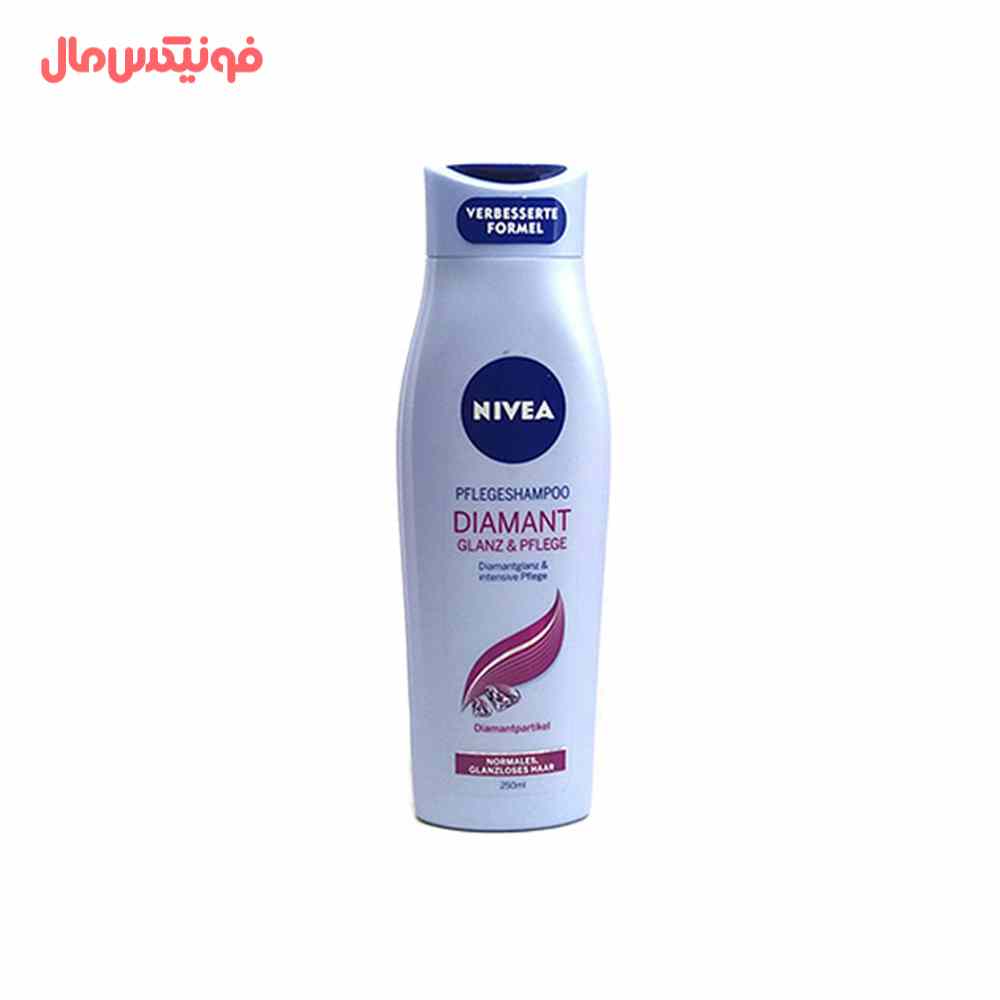 فونیکس‌مال
VERBESSERTE
FORMEL
NIVEA
PFLEGESHAMPOO
DIAMANT
GLANZ & PFLEGE
Diamantglanz &
intensive Pflege
Diamantpartikel
NORMALES,
GLANZLOSES HAAR
250ml